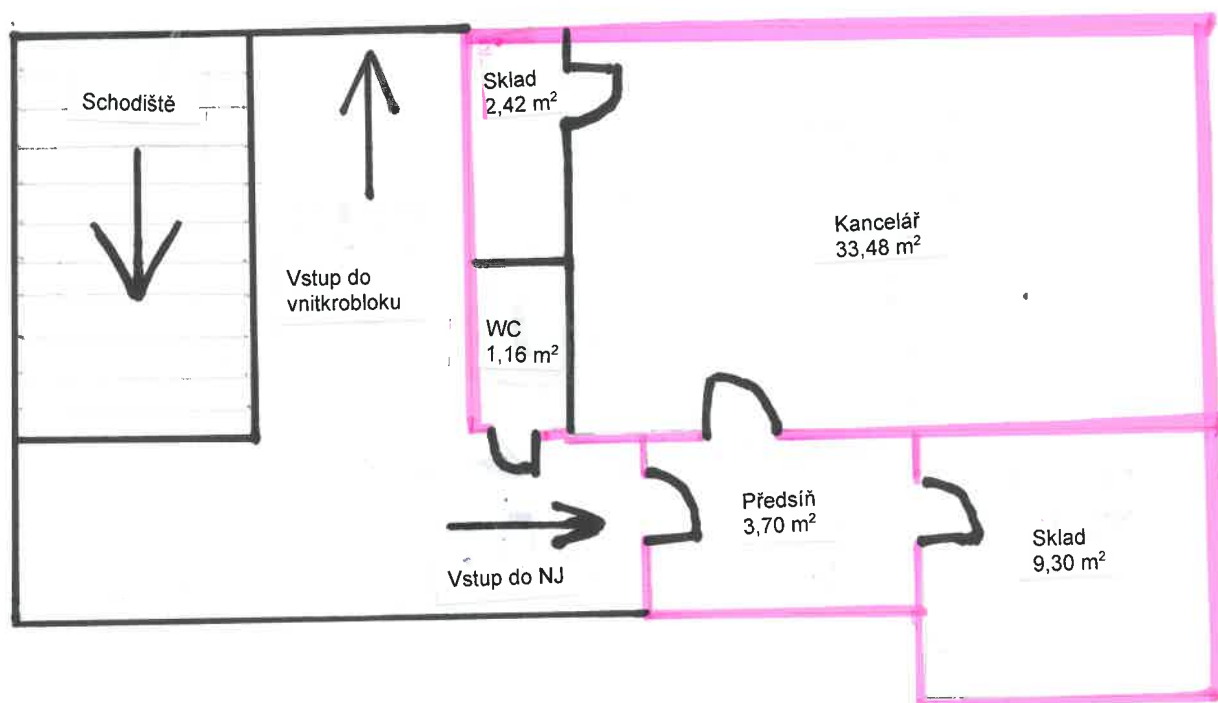 Schodiště
Sklad
2,42 m²
Kancelář
33,48 m²
Vstup do
vnitkrobloku
WC
1,16 m²
Předsíň
3,70 m²
Sklad
9,30 m²
Vstup do NJ